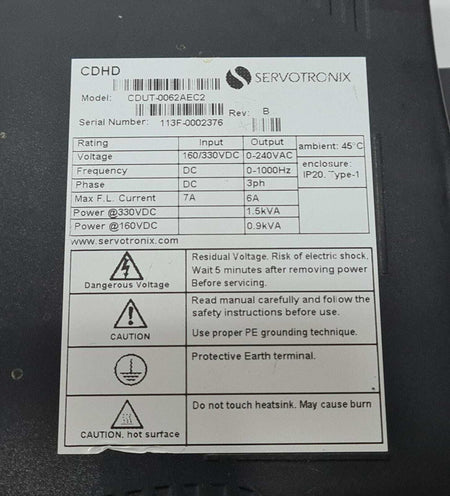 CDHD
SERVOTRONIX
Model: CDUT-0062AEC2
Rev: B
Serial Number: 113F-0002376
Rating Input Output ambient: 45°C
Voltage 160/330VDC 0-240VAC enclosure:
Frequency DC 0-1000Hz IP20, Type-1
Phase DC 3ph
Max F.L. Current 7A 6A
Power @330VDC 1.5kVA
Power @160VDC 0.9kVA
www.servotronix.com
Dangerous Voltage
Residual Voltage. Risk of electric shock,
Wait 5 minutes after removing power
Before servicing.
CAUTION
Read manual carefully and follow the
safety instructions before use.
Use proper PE grounding technique.
Protective Earth terminal.
CAUTION, hot surface
Do not touch heatsink. May cause burn